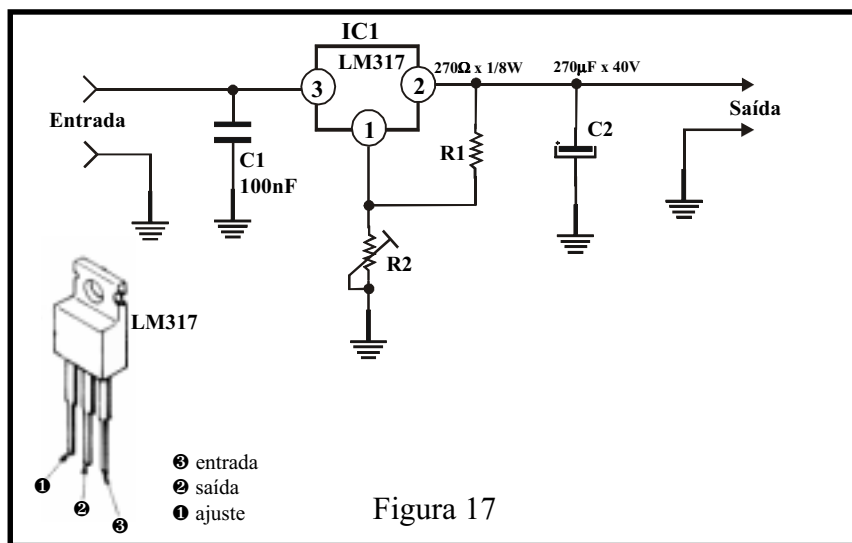 IC1
LM317
270Ω x 1/8W
270µF x 40V
3
2
1
Entrada
Saída
C1
100nF
R1
C2
+
R2
LM317
❸ entrada
❷ saída
❶ ajuste
❶
❷
❸
Figura 17